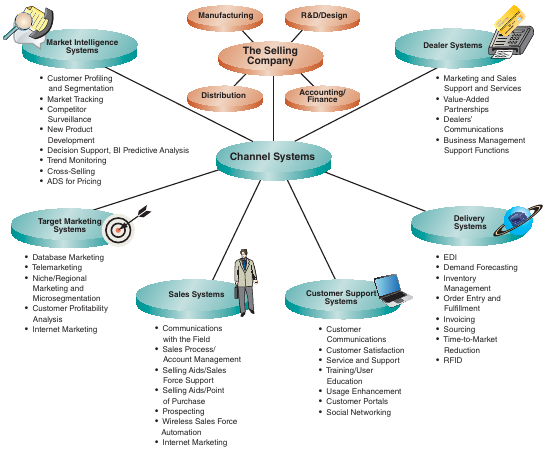 Manufacturing
R&D/Design
The Selling
Company
Distribution
Accounting/
Finance
Market Intelligence
Systems
• Customer Profiling
and Segmentation
• Market Tracking
• Competitor
Surveillance
• New Product
Development
• Decision Support, BI Predictive Analysis
• Trend Monitoring
• Cross-Selling
• ADS for Pricing
Dealer Systems
• Marketing and Sales
Support and Services
• Value-Added
Partnerships
• Dealers'
Communications
• Business Management
Support Functions
Channel Systems
Target Marketing
Systems
• Database Marketing
• Telemarketing
• Niche/Regional
Marketing and
Microsegmentation
• Customer Profitability
Analysis
• Internet Marketing
Sales Systems
• Communications
with the Field
• Sales Process/
Account Management
• Selling Aids/Sales
Force Support
• Selling Aids/Point
of Purchase
• Prospecting
• Wireless Sales Force
Automation
• Internet Marketing
Customer Support
Systems
• Customer
Communications
• Customer Satisfaction
• Service and Support
• Training/User
Education
• Usage Enhancement
• Customer Portals
• Social Networking
Delivery
Systems
• EDI
• Demand Forecasting
• Inventory
Management
• Order Entry and
Fulfillment
• Invoicing
• Sourcing
• Time-to-Market
Reduction
• RFID